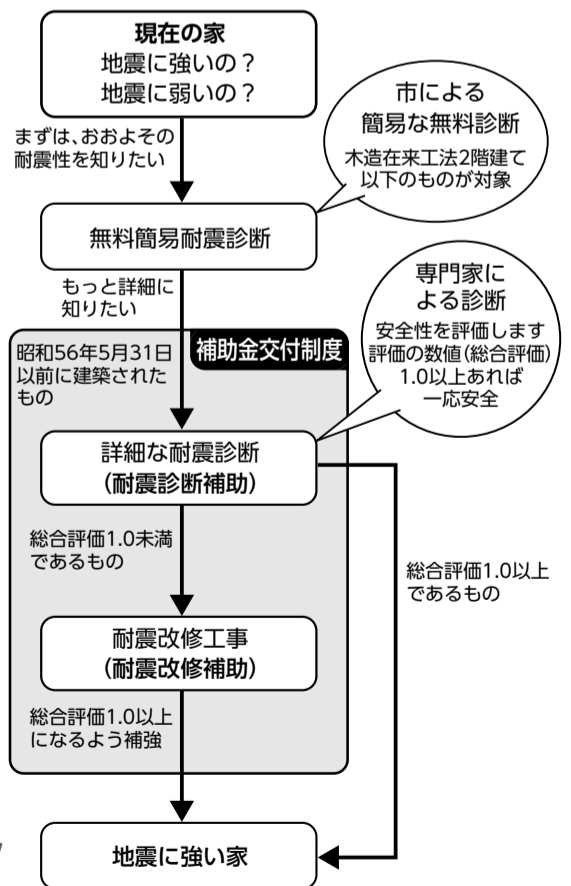 現在の家
地震に強いの？
地震に弱いの？
まずは、おおよその
耐震性を知りたい
市による
簡易な無料診断
木造在来工法2階建て
以下のものが対象
無料簡易耐震診断
もっと詳細に
知りたい
専門家に
よる診断
安全性を評価します
評価の数値（総合評価）
1.0以上あれば
一応安全
補助金交付制度
昭和56年5月31日
以前に建築された
もの
詳細な耐震診断
（耐震診断補助）
総合評価1.0未満
であるもの
総合評価1.0以上
であるもの
耐震改修工事
（耐震改修補助）
総合評価1.0以上
になるよう補強
地震に強い家